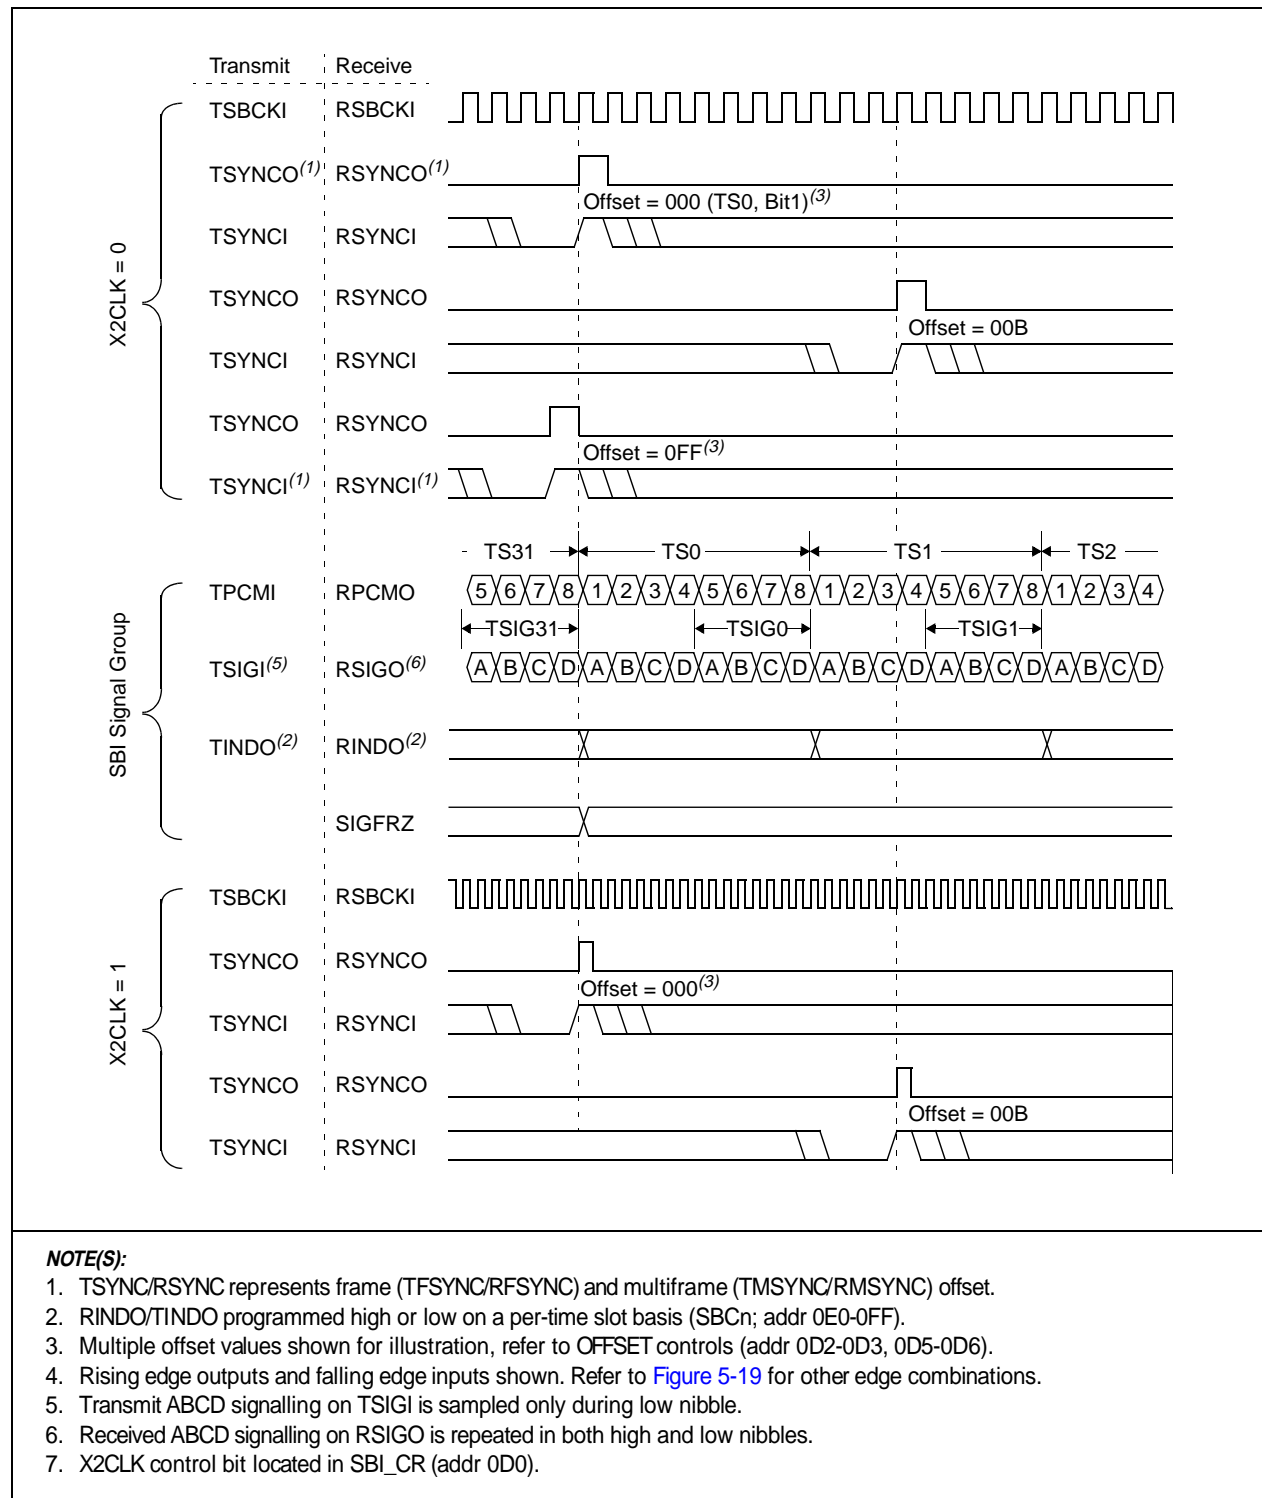 Transmit Receive
TSBCKI RSBCKI
TSYNCO(1) RSYNCO(1)
Offset = 000 (TS0, Bit1)(3)
TSYNCI RSYNCI
X2CLK = 0
TSYNCO RSYNCO
Offset = 00B
TSYNCI RSYNCI
TSYNCO RSYNCO
Offset = 0FF(3)
TSYNCI(1) RSYNCI(1)
TS31 TS0 TS1 TS2
TPCMI RPCMO 5 6 7 8 1 2 3 4 5 6 7 8 1 2 3 4 5 6 7 8 1 2 3 4
TSIG31 TSIG0 TSIG1
TSIGI(5) RSIGO(6) A B C D A B C D A B C D A B C D A B C D A B C D
SBI Signal Group
TINDO(2) RINDO(2)
SIGFRZ
TSBCKI RSBCKI
TSYNCO RSYNCO
Offset = 000(3)
TSYNCI RSYNCI
X2CLK = 1
TSYNCO RSYNCO
Offset = 00B
TSYNCI RSYNCI
NOTE(S):
1. TSYNC/RSYNC represents frame (TFSYNC/RFSYNC) and multiframe (TMSYNC/RMSYNC) offset.
2. RINDO/TINDO programmed high or low on a per-time slot basis (SBCn; addr 0E0-0FF).
3. Multiple offset values shown for illustration, refer to OFFSET controls (addr 0D2-0D3, 0D5-0D6).
4. Rising edge outputs and falling edge inputs shown. Refer to Figure 5-19 for other edge combinations.
5. Transmit ABCD signalling on TSIGI is sampled only during low nibble.
6. Received ABCD signalling on RSIGO is repeated in both high and low nibbles.
7. X2CLK control bit located in SBI_CR (addr 0D0).